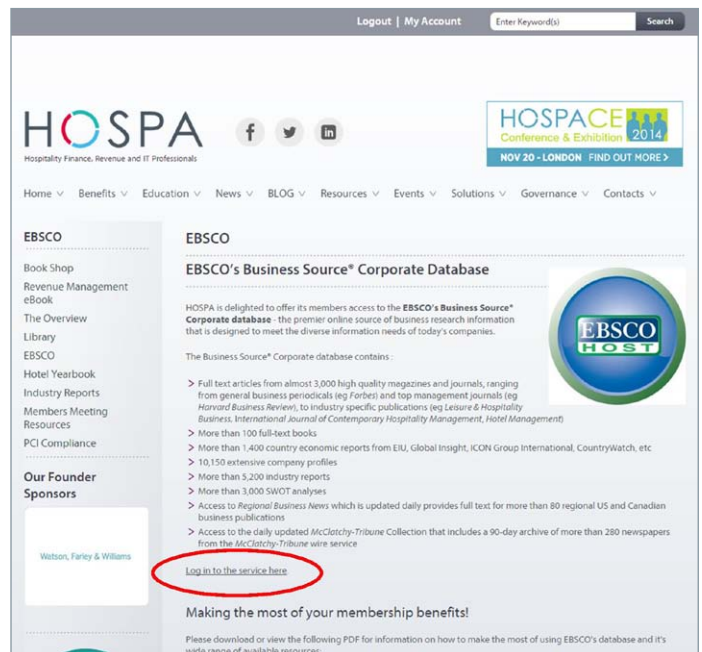 Logout | My Account
Enter Keyword(s)
Search
HOSPA
Hospitality Finance, Revenue and IT Professionals
f
in
HOSPACE
Conference & Exhibition 2014
NOV 20 - LONDON FIND OUT MORE >
Home Benefits Education News BLOG Resources Events Solutions Governance Contacts
EBSCO
Book Shop
Revenue Management
eBook
The Overview
Library
EBSCO
Hotel Yearbook
Industry Reports
Members Meeting
Resources
PCI Compliance
Our Founder
Sponsors
Watson, Farley & Williams
EBSCO
EBSCO's Business Source® Corporate Database
HOSPA is delighted to offer its members access to the EBSCO's Business Source®
Corporate database - the premier online source of business research information
that is designed to meet the diverse information needs of today's companies.
EBSCO
HOST
The Business Source® Corporate database contains :
> Full text articles from almost 3,000 high quality magazines and journals, ranging
from general business periodicals (eg Forbes) and top management journals (eg
Harvard Business Review), to industry specific publications (eg Leisure & Hospitality
Business, International Journal of Contemporary Hospitality Management, Hotel Management)
> More than 100 full-text books
> More than 1,400 country economic reports from EIU, Global Insight, ICON Group International, CountryWatch, etc
> 10,150 extensive company profiles
> More than 5,200 industry reports
> More than 3,000 SWOT analyses
> Access to Regional Business News which is updated daily provides full text for more than 80 regional US and Canadian
business publications
> Access to the daily updated McClatchy-Tribune Collection that includes a 90-day archive of more than 280 newspapers
from the McClatchy-Tribune wire service
Log in to the service here.
Making the most of your membership benefits!
Please download or view the following PDF for information on how to make the most of using EBSCO's database and it's
wide range of available resources: